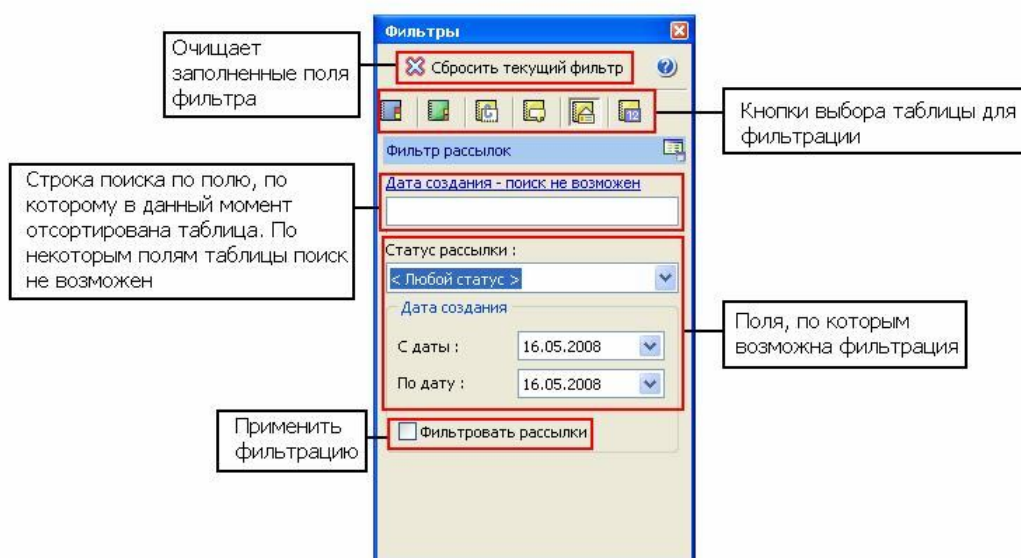 Фильтры
Очищает
заполненные поля
фильтра
Сбросить текущий фильтр
Кнопки выбора таблицы для
фильтрации
12
Фильтр рассылок
Строка поиска по полю, по
которому в данный момент
отсортирована таблица. По
некоторым полям таблицы поиск
не возможен
Дата создания - поиск не возможен
Статус рассылки :
< Любой статус >
Дата создания
С даты :
16.05.2008
По дату :
16.05.2008
Поля, по которым
возможна фильтрация
Применить
фильтрацию
Фильтровать рассылки